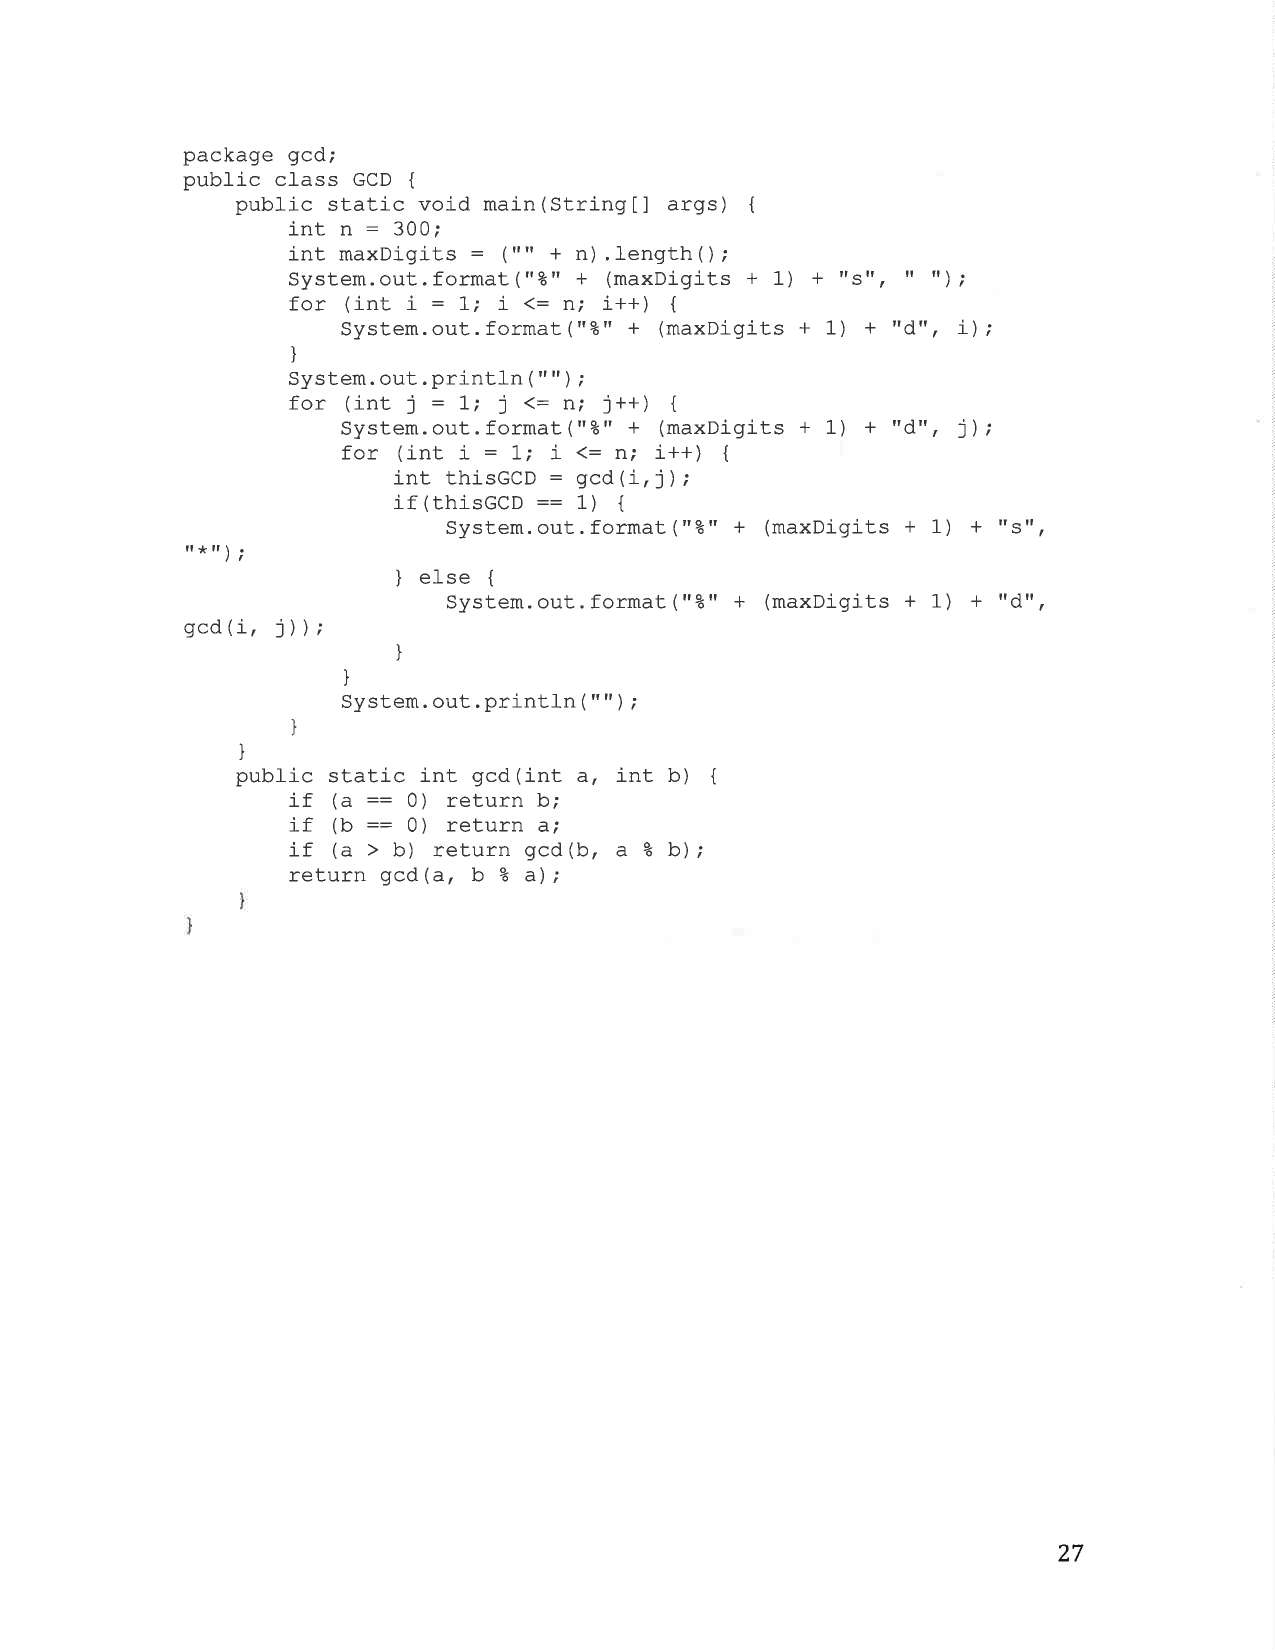 package gcd;
public class GCD {
    public static void main(String[] args) {
        int n = 300;
        int maxDigits = ("" + n).length();
        System.out.format("%" + (maxDigits + 1) + "s", " ");
        for (int i = 1; i <= n; i++) {
            System.out.format("%" + (maxDigits + 1) + "d", i);
        }
        System.out.println("");
        for (int j = 1; j <= n; j++) {
            System.out.format("%" + (maxDigits + 1) + "d", j);
            for (int i = 1; i <= n; i++) {
                int thisGCD = gcd(i,j);
                if(thisGCD == 1) {
                    System.out.format("%" + (maxDigits + 1) + "s",
"*");
                } else {
                    System.out.format("%" + (maxDigits + 1) + "d",
gcd(i, j));
                }
            }
            System.out.println("");
        }
    }
    public static int gcd(int a, int b) {
        if (a == 0) return b;
        if (b == 0) return a;
        if (a > b) return gcd(b, a % b);
        return gcd(a, b % a);
    }
}
27